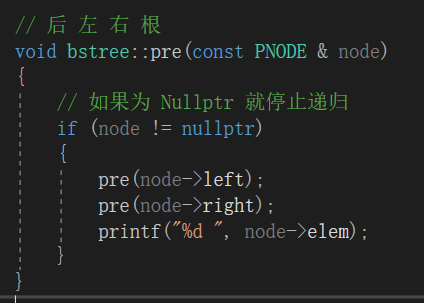 // 后 左 右 根
void bstree::pre(const PNODE & node)
{
    // 如果为 Nullptr 就停止递归
    if (node != nullptr)
    {
        pre(node->left);
        pre(node->right);
        printf("%d ", node->elem);
    }
}